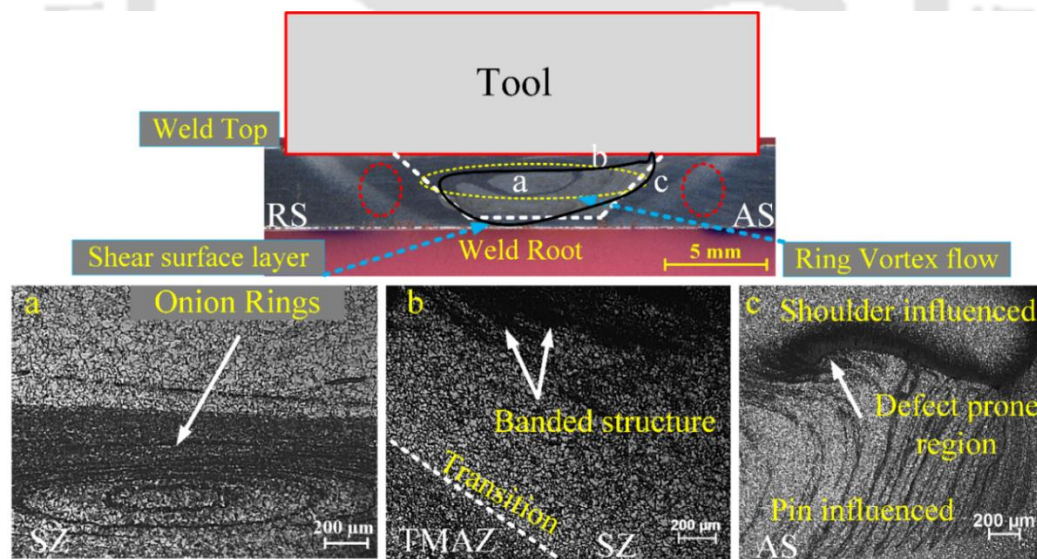 Tool
Weld Top
b
a
c
RS
AS
Shear surface layer
Weld Root
5 mm
Ring Vortex flow
a
Onion Rings
SZ
200 µm
b
Banded structure
Transition
TMAZ
SZ
200 µm
c
Shoulder influenced
Defect prone
region
Pin influenced
AS
200 µm